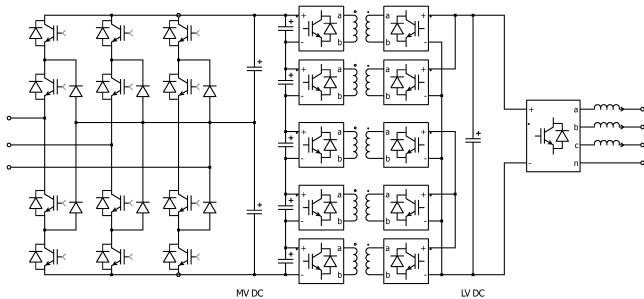 + a a +
- b b -
+ a a +
- b b -
+ a a +
- b b -
+ a a +
- b b -
+ a a +
- b b -
+
+
+
+
+
+
+
+
+ a
b
c
- n
MV DC LV DC